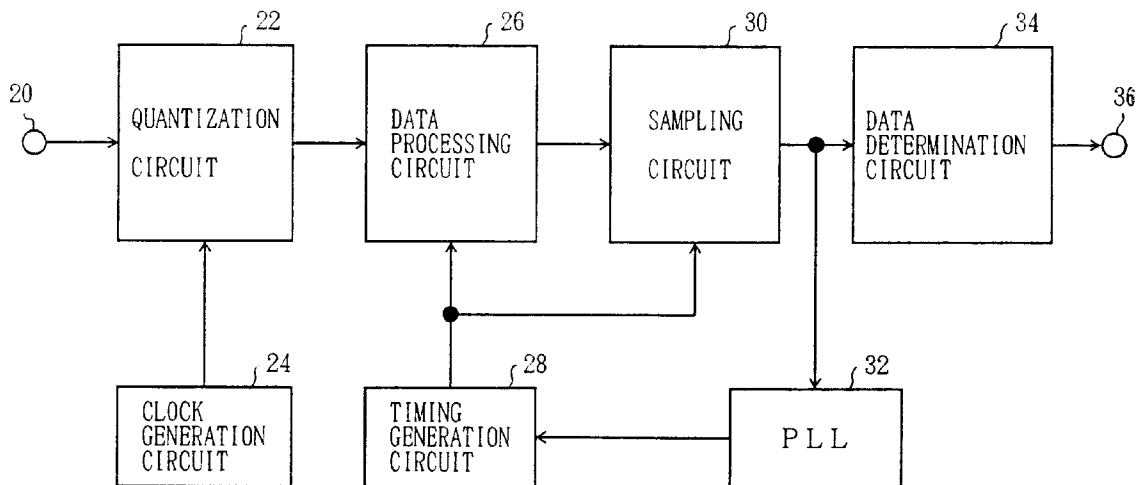 22
26
30
34
20
36
QUANTIZATION
CIRCUIT
DATA
PROCESSING
CIRCUIT
SAMPLING
CIRCUIT
DATA
DETERMINATION
CIRCUIT
24
28
32
CLOCK
GENERATION
CIRCUIT
TIMING
GENERATION
CIRCUIT
PLL